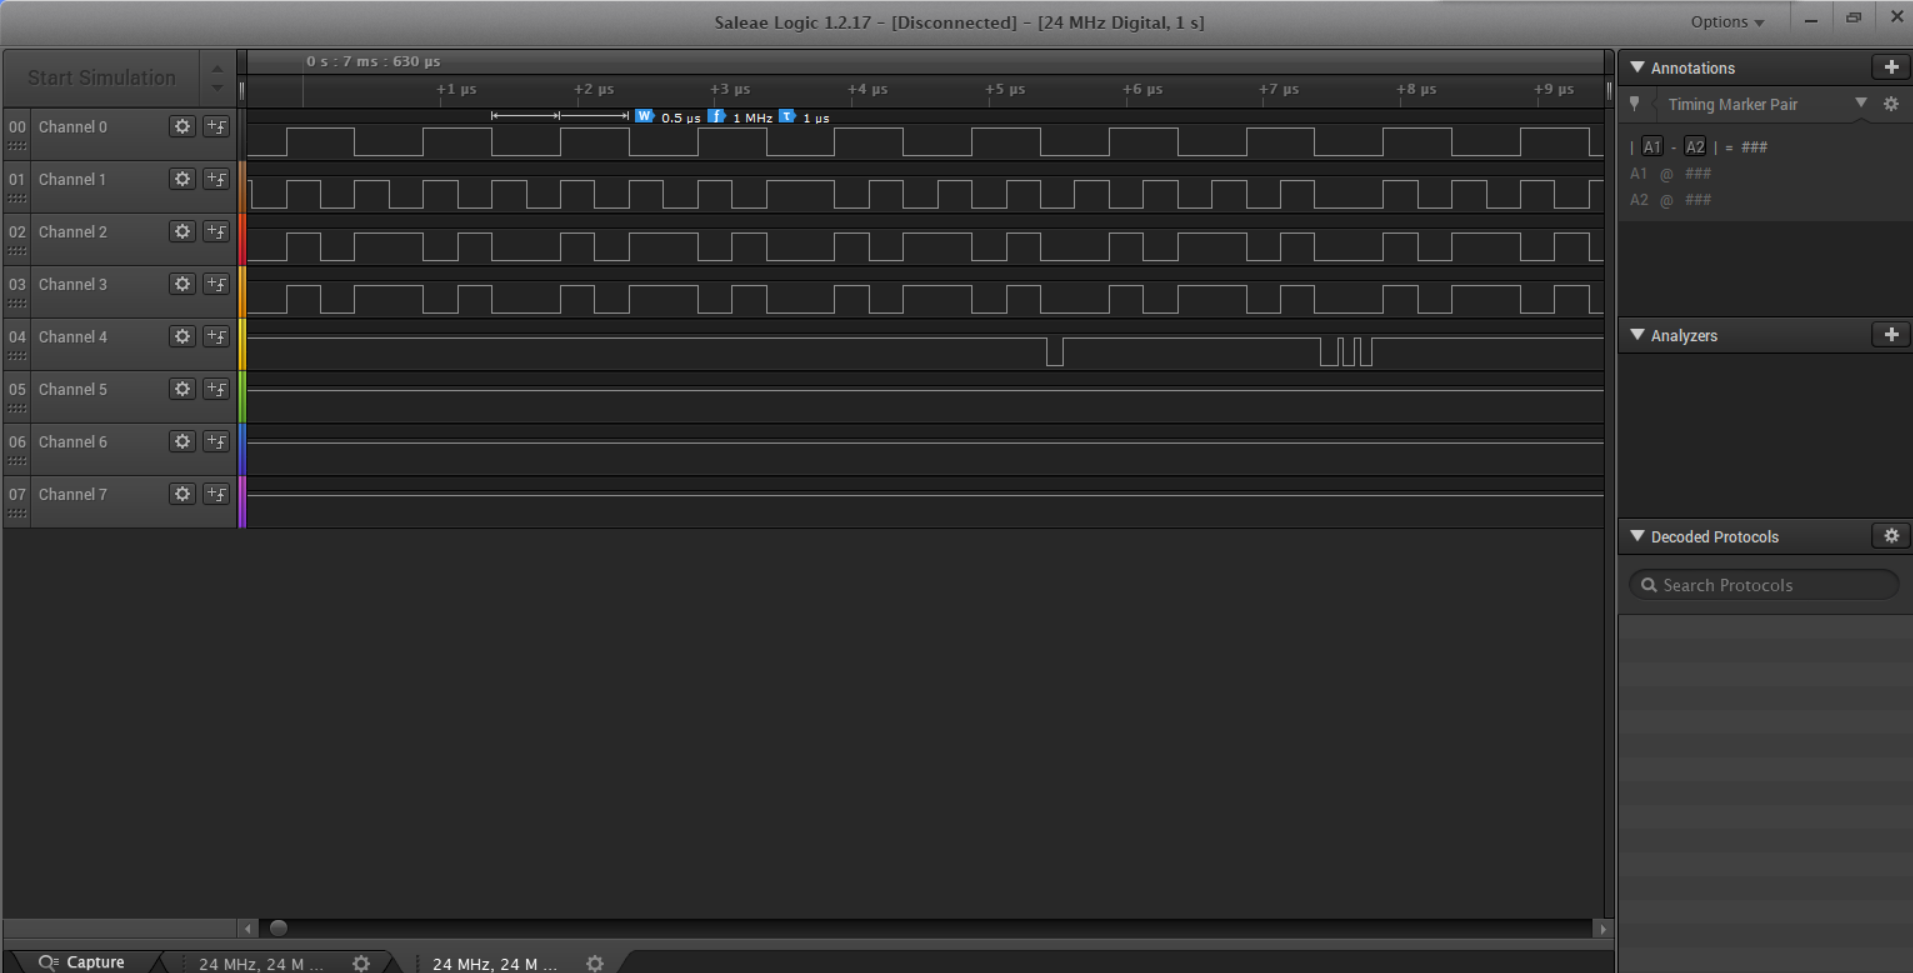 Saleae Logic 1.2.17 - [Disconnected] - [24 MHz Digital, 1 s]
Options
Start Simulation
0 s : 7 ms : 630 µs
+1 µs +2 µs +3 µs +4 µs +5 µs +6 µs +7 µs +8 µs +9 µs
W 0.5 µs f 1 MHz τ 1 µs
00 Channel 0
01 Channel 1
02 Channel 2
03 Channel 3
04 Channel 4
05 Channel 5
06 Channel 6
07 Channel 7
Annotations
Timing Marker Pair
| A1 - A2 | = ###
A1 @ ###
A2 @ ###
Analyzers
Decoded Protocols
Search Protocols
Capture
24 MHz, 24 M ...
24 MHz, 24 M ...